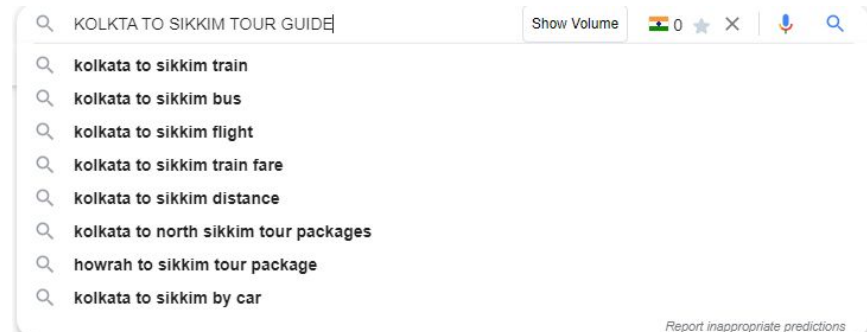 KOLKTA TO SIKKIM TOUR GUIDE Show Volume 0
kolkata to sikkim train
kolkata to sikkim bus
kolkata to sikkim flight
kolkata to sikkim train fare
kolkata to sikkim distance
kolkata to north sikkim tour packages
howrah to sikkim tour package
kolkata to sikkim by car
Report inappropriate predictions